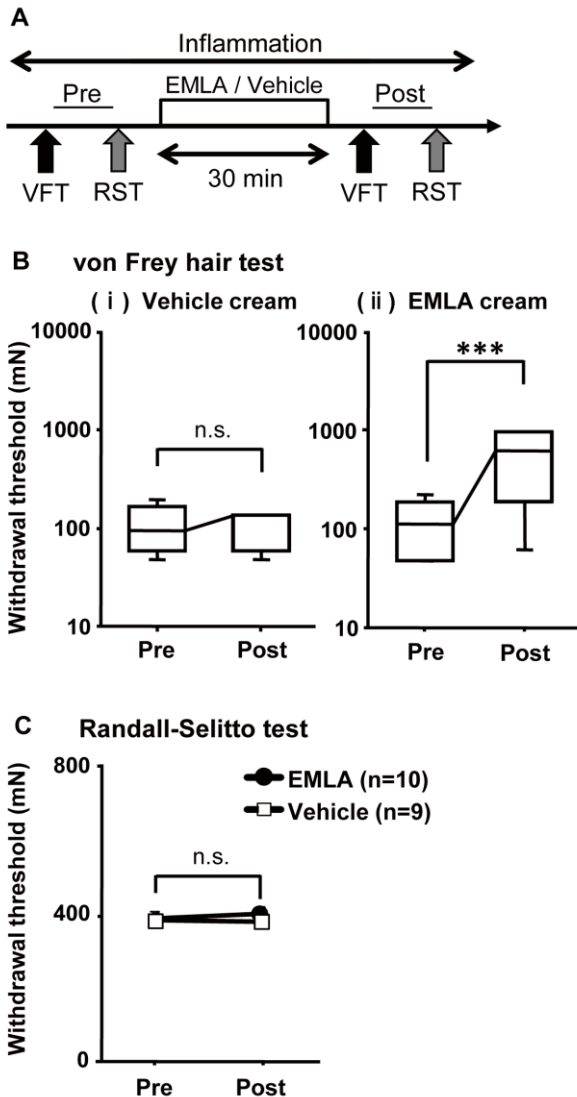 A
Inflammation
Pre
EMLA / Vehicle
Post
30 min
VFT
RST
VFT
RST
B von Frey hair test
( i ) Vehicle cream
( ii ) EMLA cream
Withdrawal threshold (mN)
10000
1000
100
10
n.s.
Pre
Post
10000
1000
100
10
***
Pre
Post
C Randall-Selitto test
Withdrawal threshold (mN)
800
400
0
EMLA (n=10)
Vehicle (n=9)
n.s.
Pre
Post